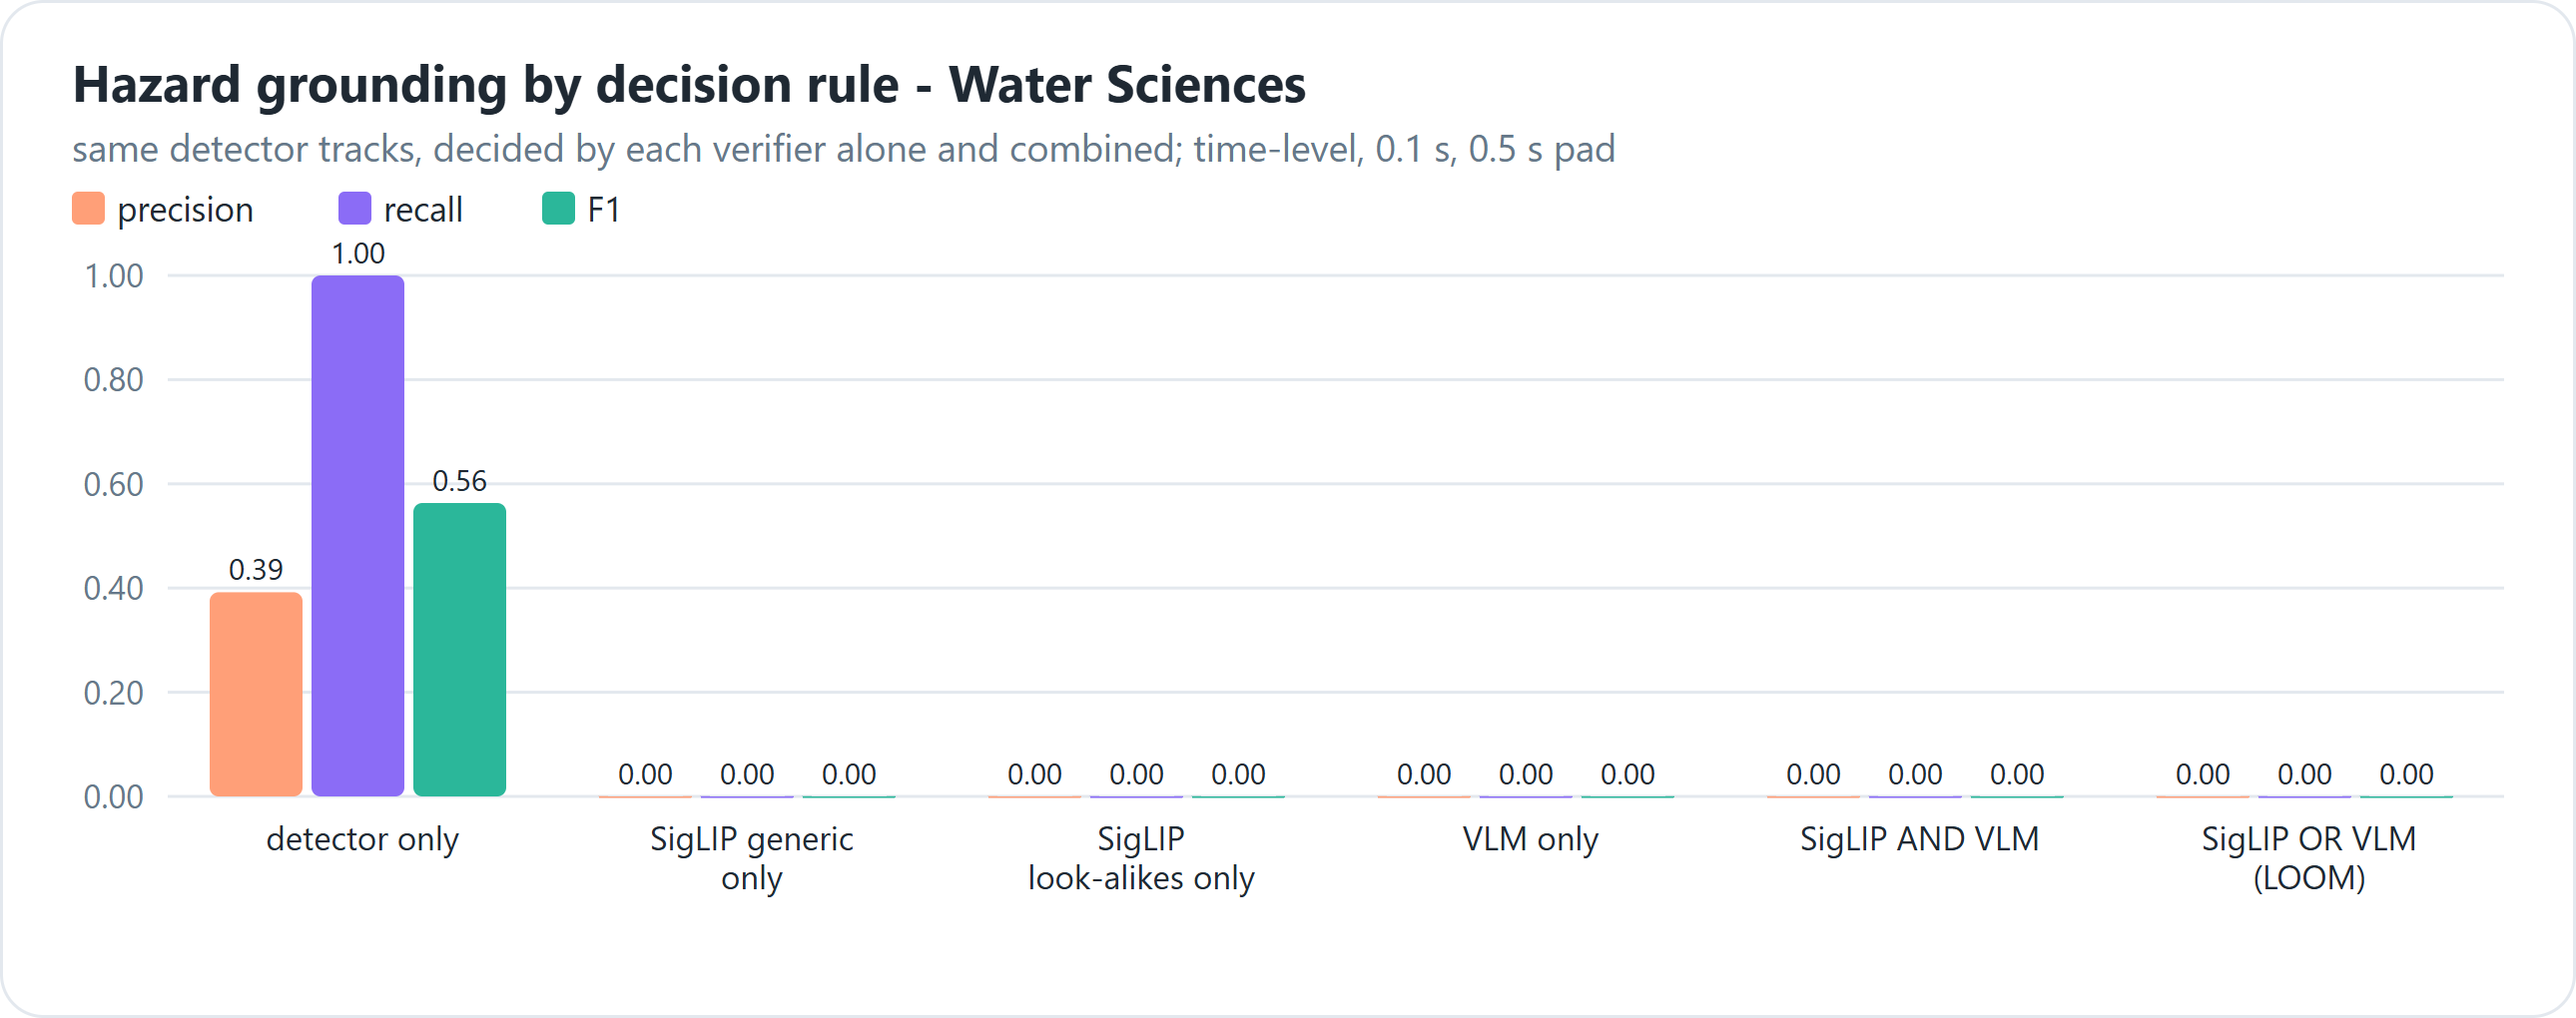 Hazard grounding by decision rule - Water Sciences
same detector tracks, decided by each verifier alone and combined; time-level, 0.1 s, 0.5 s pad
precision recall F1
1.00
0.80
0.60
0.40
0.20
0.00
0.39 1.00 0.56
0.00 0.00 0.00
0.00 0.00 0.00
0.00 0.00 0.00
0.00 0.00 0.00
0.00 0.00 0.00
detector only
SigLIP generic
only
SigLIP
look-alikes only
VLM only
SigLIP AND VLM
SigLIP OR VLM
(LOOM)